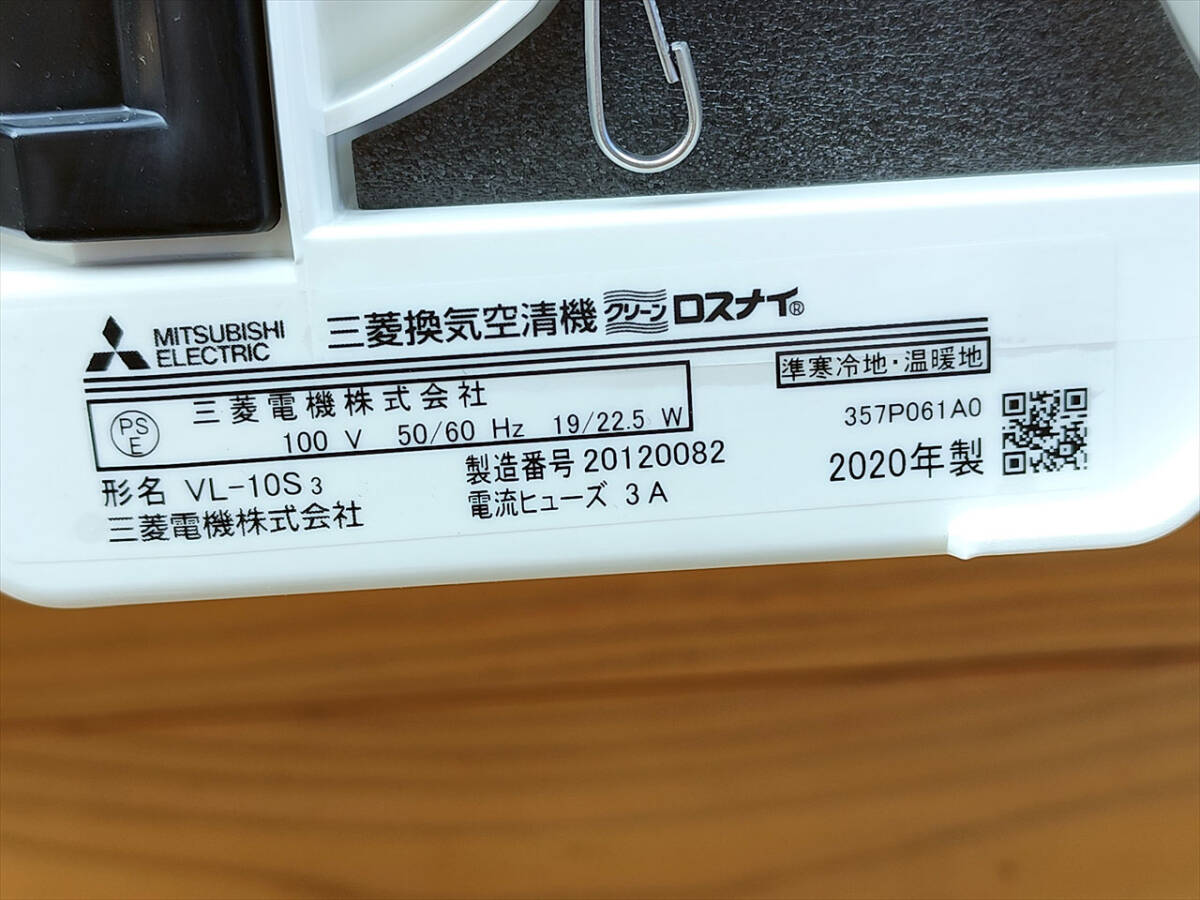 MITSUBISHI ELECTRIC 三菱換気空清機 クリーン ロスナイ®
準寒冷地・温暖地
PSE 三菱電機株式会社
100 V 50/60 Hz 19/22.5 W
357P061A0
形名 VL-10S3 製造番号 20120082 2020年製
三菱電機株式会社 電流ヒューズ 3A